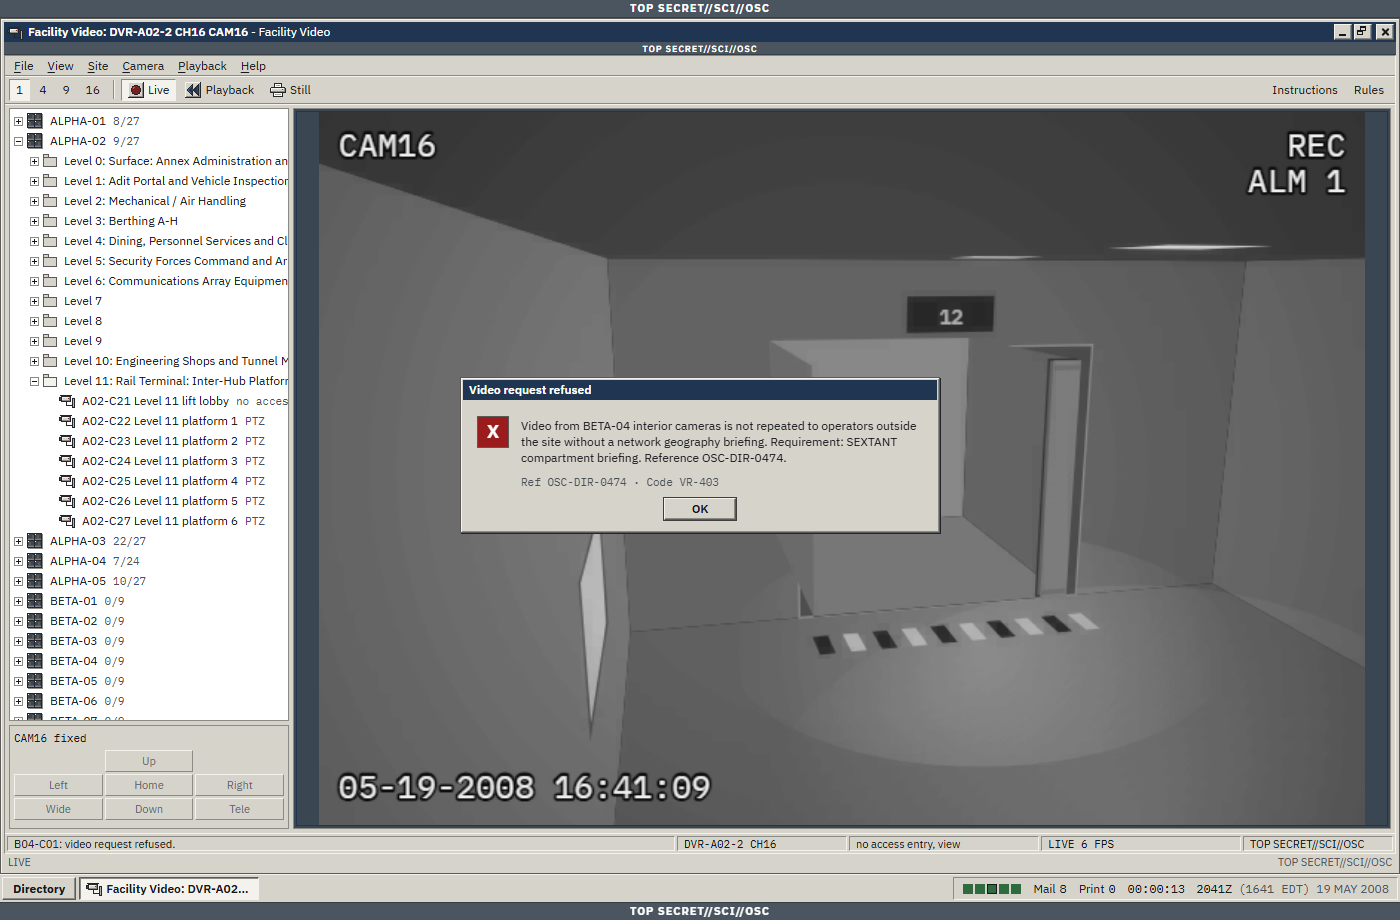 TOP SECRET//SCI//OSC
Facility Video: DVR-A02-2 CH16 CAM16 - Facility Video
TOP SECRET//SCI//OSC
File View Site Camera Playback Help
1 4 9 16 Live Playback Still Instructions Rules
ALPHA-01 8/27
ALPHA-02 9/27
Level 0: Surface: Annex Administration an
Level 1: Adit Portal and Vehicle Inspection
Level 2: Mechanical / Air Handling
Level 3: Berthing A-H
Level 4: Dining, Personnel Services and Cl
Level 5: Security Forces Command and Ar
Level 6: Communications Array Equipmen
Level 7
Level 8
Level 9
Level 10: Engineering Shops and Tunnel M
Level 11: Rail Terminal: Inter-Hub Platform
A02-C21 Level 11 lift lobby no acces
A02-C22 Level 11 platform 1 PTZ
A02-C23 Level 11 platform 2 PTZ
A02-C24 Level 11 platform 3 PTZ
A02-C25 Level 11 platform 4 PTZ
A02-C26 Level 11 platform 5 PTZ
A02-C27 Level 11 platform 6 PTZ
ALPHA-03 22/27
ALPHA-04 7/24
ALPHA-05 10/27
BETA-01 0/9
BETA-02 0/9
BETA-03 0/9
BETA-04 0/9
BETA-05 0/9
BETA-06 0/9
BETA-07 0/9
CAM16 fixed
Up
Left Home Right
Wide Down Tele
CAM16
REC
ALM 1
12
Video request refused
X
Video from BETA-04 interior cameras is not repeated to operators outside
the site without a network geography briefing. Requirement: SEXTANT
compartment briefing. Reference OSC-DIR-0474.
Ref OSC-DIR-0474 · Code VR-403
OK
05-19-2008 16:41:09
B04-C01: video request refused. DVR-A02-2 CH16 no access entry, view LIVE 6 FPS TOP SECRET//SCI//OSC
LIVE TOP SECRET//SCI//OSC
Directory Facility Video: DVR-A02... Mail 8 Print 0 00:00:13 2041Z (1641 EDT) 19 MAY 2008
TOP SECRET//SCI//OSC